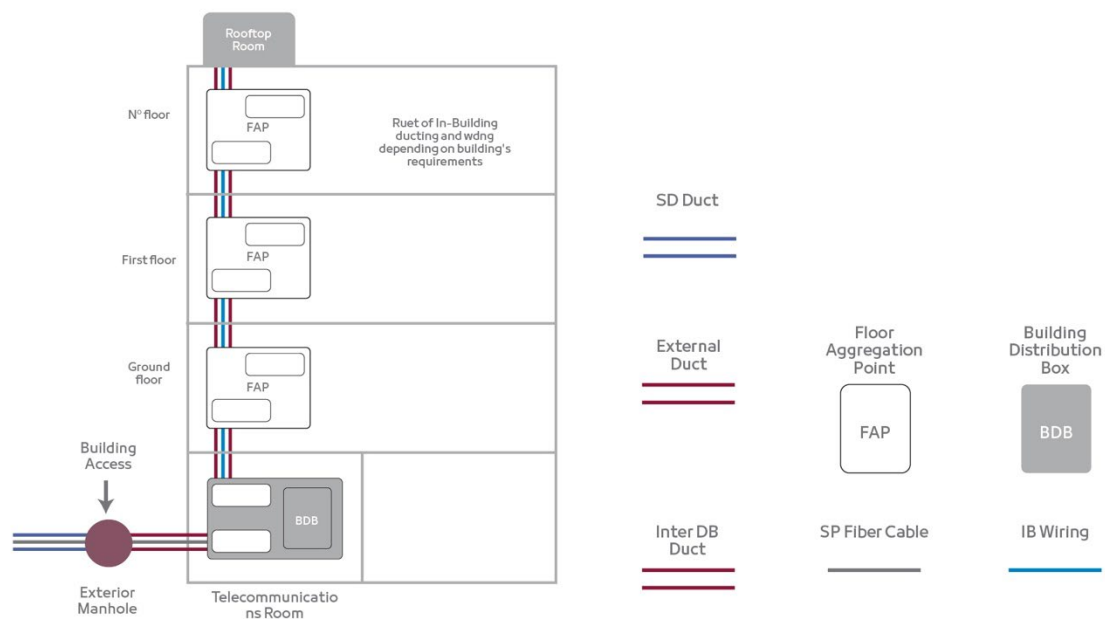 Rooftop
Room
Nº floor
FAP
Ruet of In-Building
ducting and wdng
depending on building's
requirements
First floor
FAP
Ground
floor
FAP
Building
Access
BDB
Exterior
Manhole
Telecommunicatio
ns Room
SD Duct
External
Duct
Floor
Aggregation
Point
FAP
Building
Distribution
Box
BDB
Inter DB
Duct
SP Fiber Cable
IB Wiring